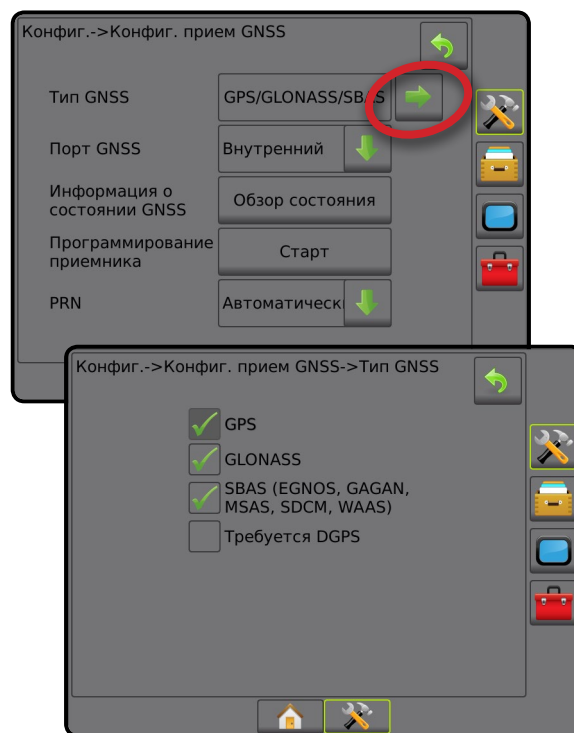 Конфиг.->Конфиг. прием GNSS
Тип GNSS
GPS/GLONASS/SBAS
Порт GNSS
Внутренний
Информация о
состоянии GNSS
Обзор состояния
Программирование
приемника
Старт
PRN
Автоматическ
Конфиг.->Конфиг. прием GNSS->Тип GNSS
GPS
GLONASS
SBAS (EGNOS, GAGAN,
MSAS, SDCM, WAAS)
Требуется DGPS